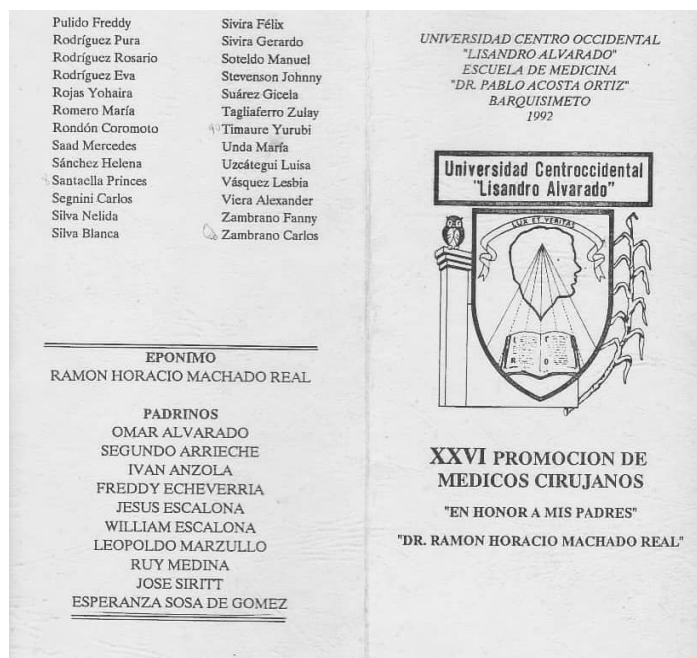 Pulido Freddy
Rodríguez Pura
Rodríguez Rosario
Rodríguez Eva
Rojas Yohaira
Romero María
Rondón Coromoto
Saad Mercedes
Sánchez Helena
Santaella Princes
Segnini Carlos
Silva Nelida
Silva Blanca
Sivira Félix
Sivira Gerardo
Soteldo Manuel
Stevenson Johnny
Suárez Gicela
Tagliaferro Zulay
Timaure Yurubi
Unda María
Uzcátegui Luisa
Vásquez Lesbia
Viera Alexander
Zambrano Fanny
Zambrano Carlos
EPONIMO
RAMON HORACIO MACHADO REAL
PADRINOS
OMAR ALVARADO
SEGUNDO ARRIECHE
IVAN ANZOLA
FREDDY ECHEVERRIA
JESUS ESCALONA
WILLIAM ESCALONA
LEOPOLDO MARZULLO
RUY MEDINA
JOSE SIRITT
ESPERANZA SOSA DE GOMEZ
UNIVERSIDAD CENTRO OCCIDENTAL
"LISANDRO ALVARADO"
ESCUELA DE MEDICINA
"DR. PABLO ACOSTA ORTIZ"
BARQUISIMETO
1992
Universidad Centroccidental
"Lisandro Alvarado"
LUX ET VERITAS
XXVI PROMOCION DE
MEDICOS CIRUJANOS
"EN HONOR A MIS PADRES"
"DR. RAMON HORACIO MACHADO REAL"